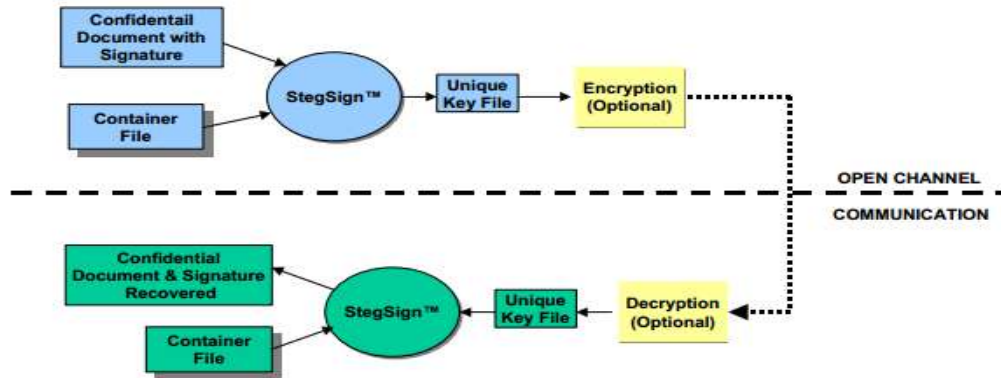 Confidentail
Document with
Signature
StegSign™
Unique
Key File
Encryption
(Optional)
Container
File
OPEN CHANNEL
COMMUNICATION
Confidential
Document & Signature
Recovered
StegSign™
Unique
Key File
Decryption
(Optional)
Container
File